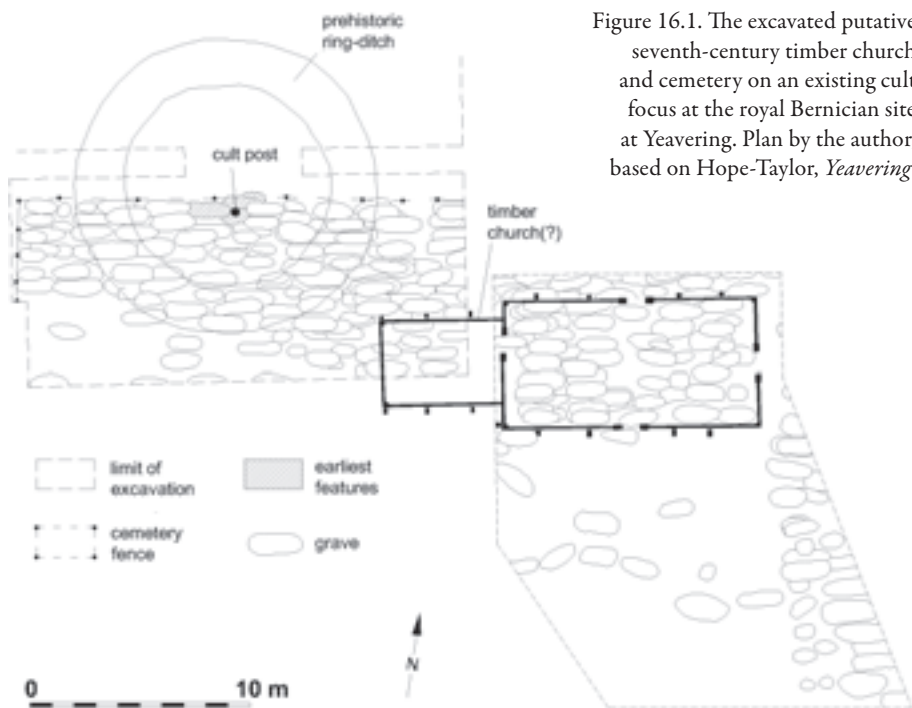 prehistoric
ring-ditch
Figure 16.1. The excavated putative
seventh-century timber church
and cemetery on an existing cult
focus at the royal Bernician site
at Yeavering. Plan by the author,
based on Hope-Taylor, Yeavering.
cult post
timber
church(?)
limit of
excavation
earliest
features
cemetery
fence
grave
N
0 10 m